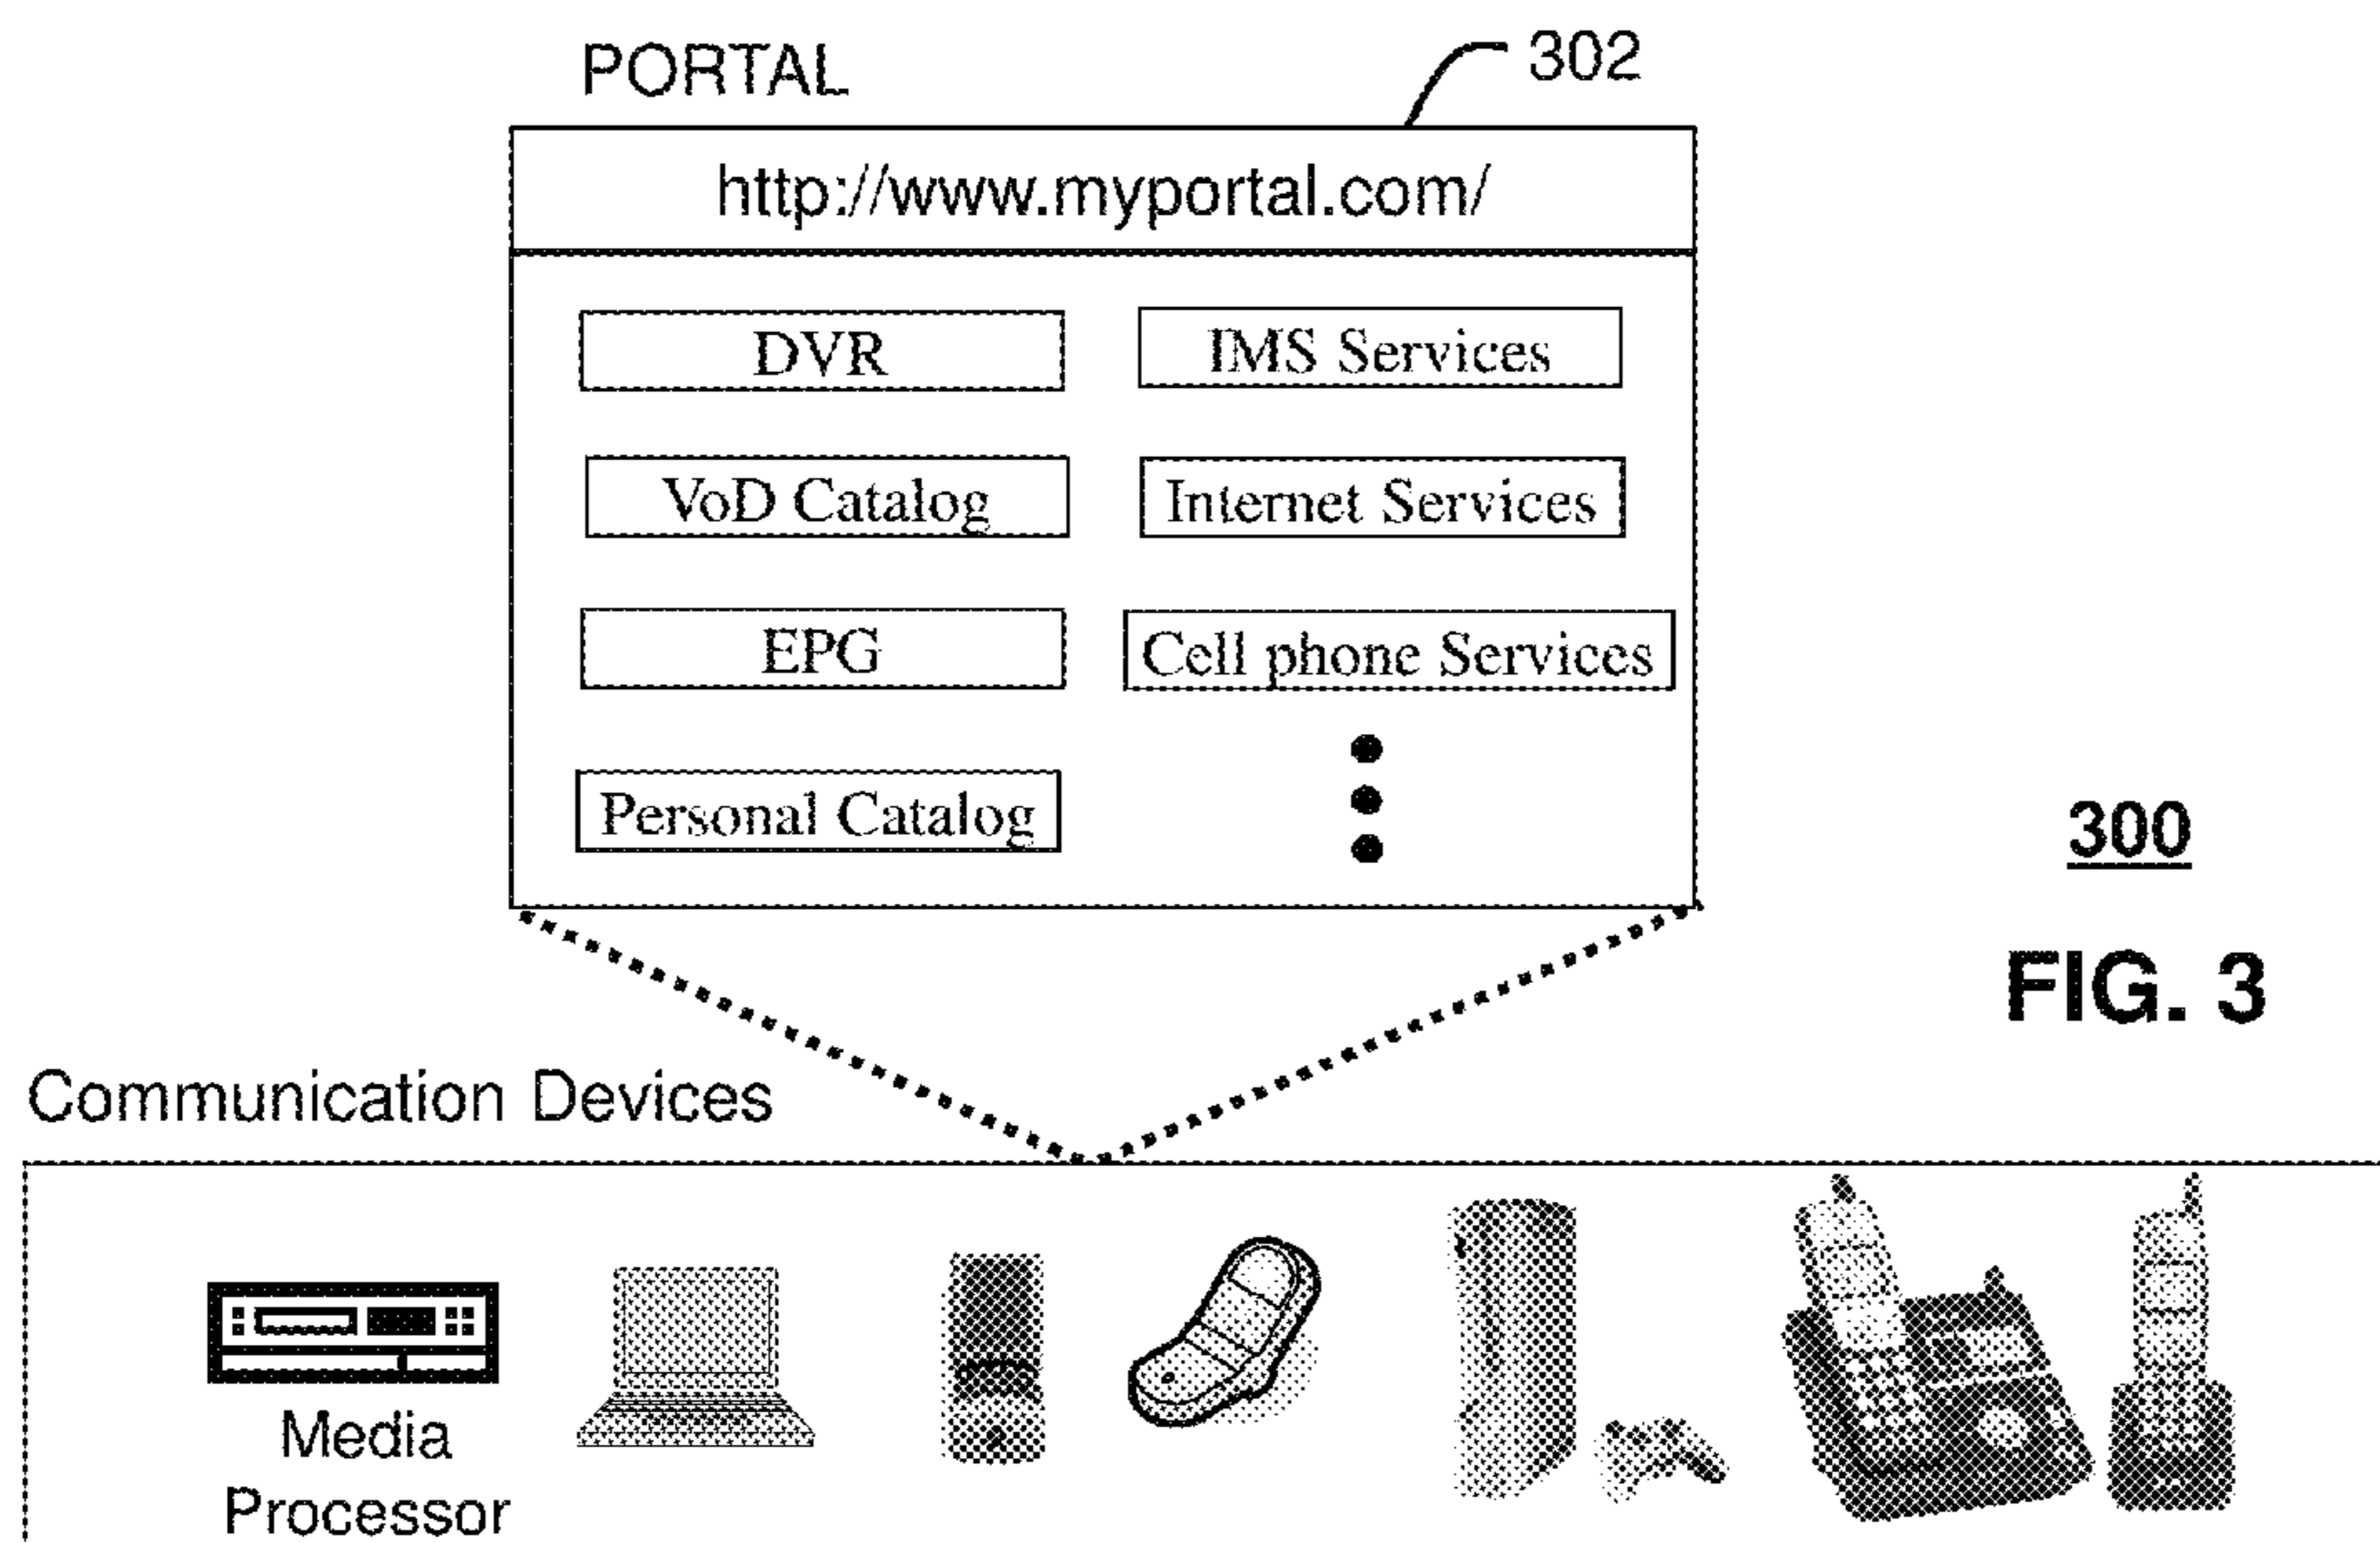 PORTAL
302
http://www.myportal.com/
DVR
IMS Services
VoD Catalog
Internet Services
EPG
Cell phone Services
Personal Catalog
300
FIG. 3
Communication Devices
Media
Processor